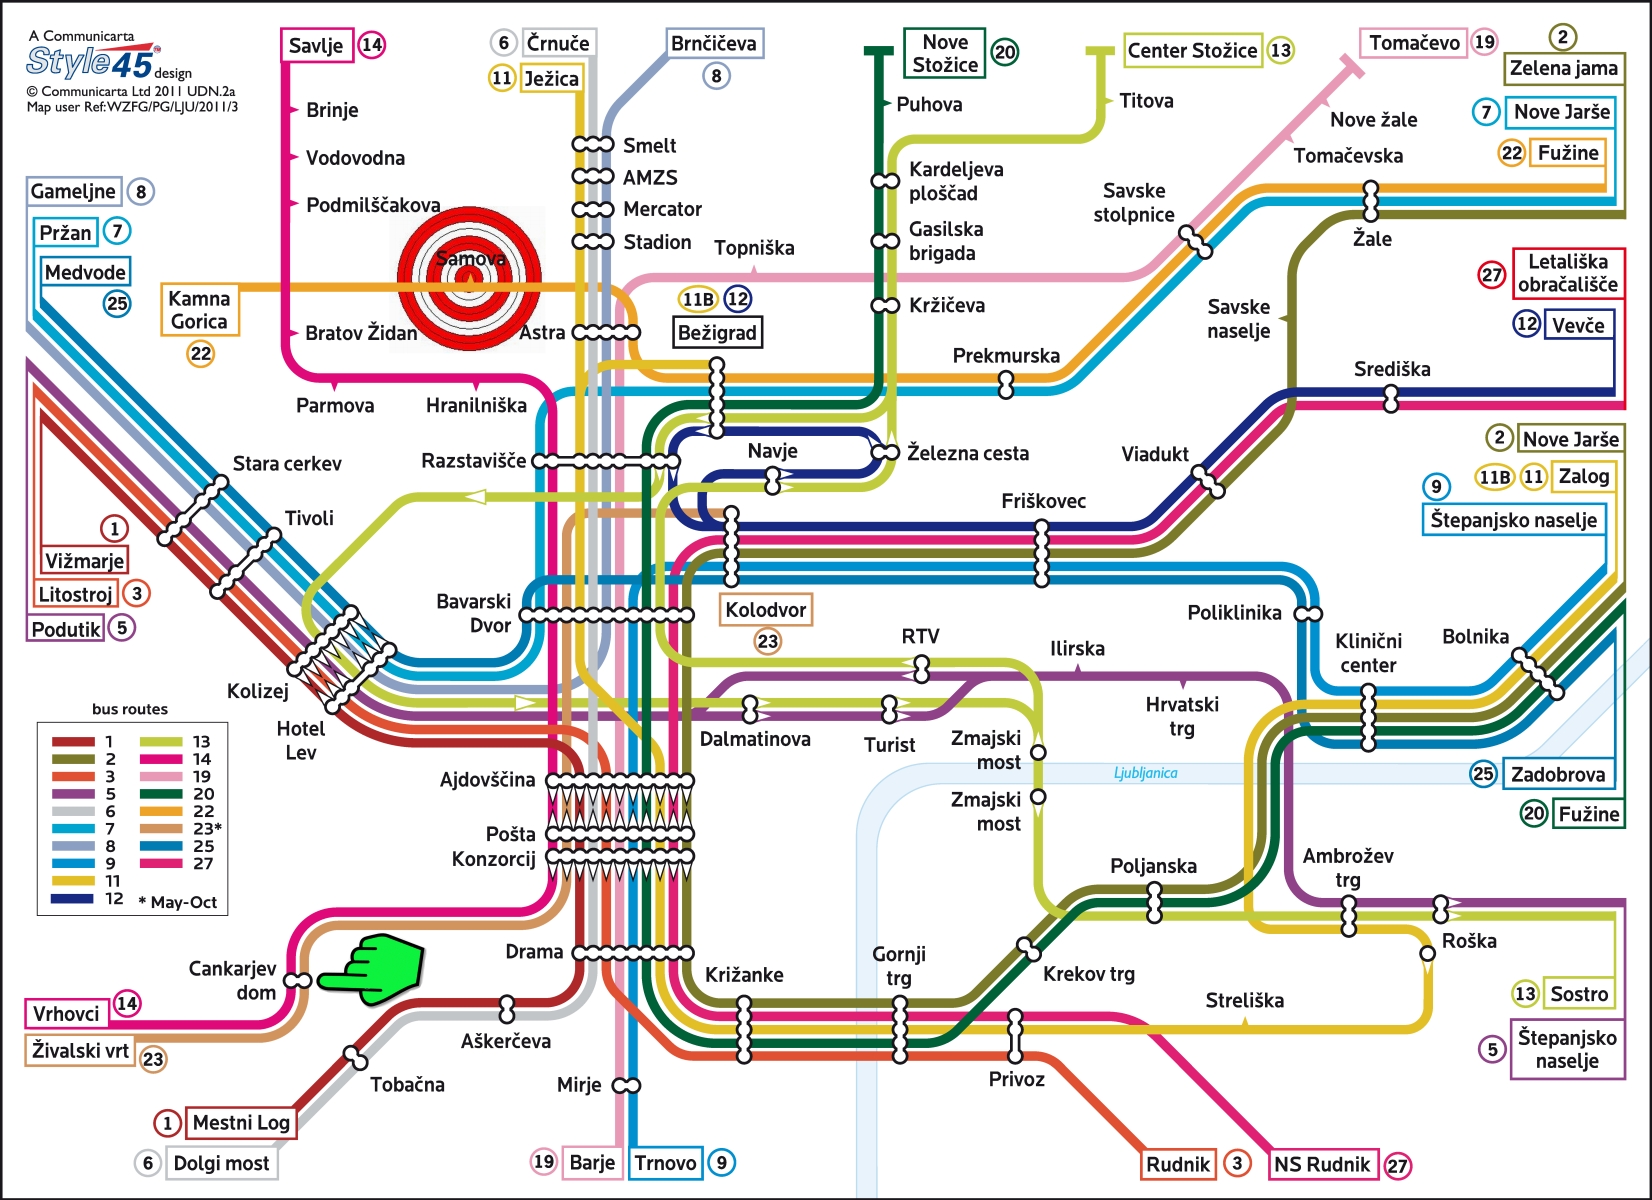 A Communicarta
Style45™
design
© Communicarta Ltd 2011 UDN.2a
Map user Ref:WZFG/PG/LJU/2011/3
Savlje 14
Brinje
Vodovodna
Podmilščakova
Samova
Bratov Židan
Parmova
Hranilniška
6 Črnuče
11 Ježica
Brnčičeva
8
Smelt
AMZS
Mercator
Stadion
Topniška
Astra
11B 12
Bežigrad
Nove
Stožice
20
Puhova
Center Stožice 13
Titova
Kardeljeva
ploščad
Gasilska
brigada
Kržičeva
Tomačevo 19
Nove žale
Tomačevska
Savske
stolpnice
2
Zelena jama
7 Nove Jarše
22 Fužine
Žale
Savske
naselje
27 Letališka
obračališče
12 Vevče
Središka
Prekmurska
Viadukt
Gameljne 8
Pržan 7
Medvode
25
Kamna
Gorica
22
Stara cerkev
Tivoli
1
Vižmarje
Litostroj 3
Podutik 5
Kolizej
Hotel
Lev
Razstavišče
Navje
Železna cesta
Friškovec
Bavarski
Dvor
Kolodvor
23
RTV
Ilirska
Hrvatski
trg
Dalmatinova
Turist
Zmajski
most
Zmajski
most
Ljubljanica
Poliklinika
Klinični
center
Bolnika
2 Nove Jarše
11B 11 Zalog
9
Štepanjsko naselje
25 Zadobrova
20 Fužine
bus routes
1
2
3
5
6
7
8
9
11
12
13
14
19
20
22
23*
25
27
* May-Oct
Ajdovščina
Pošta
Konzorcij
Drama
Cankarjev
dom
Vrhovci 14
Živalski vrt 23
Aškerčeva
Tobačna
1 Mestni Log
6 Dolgi most
Mirje
19 Barje
Trnovo 9
Križanke
Gornji
trg
Krekov trg
Poljanska
Ambrožev
trg
Roška
Streliška
Privoz
13 Sostro
5 Štepanjsko
naselje
Rudnik 3
NS Rudnik 27